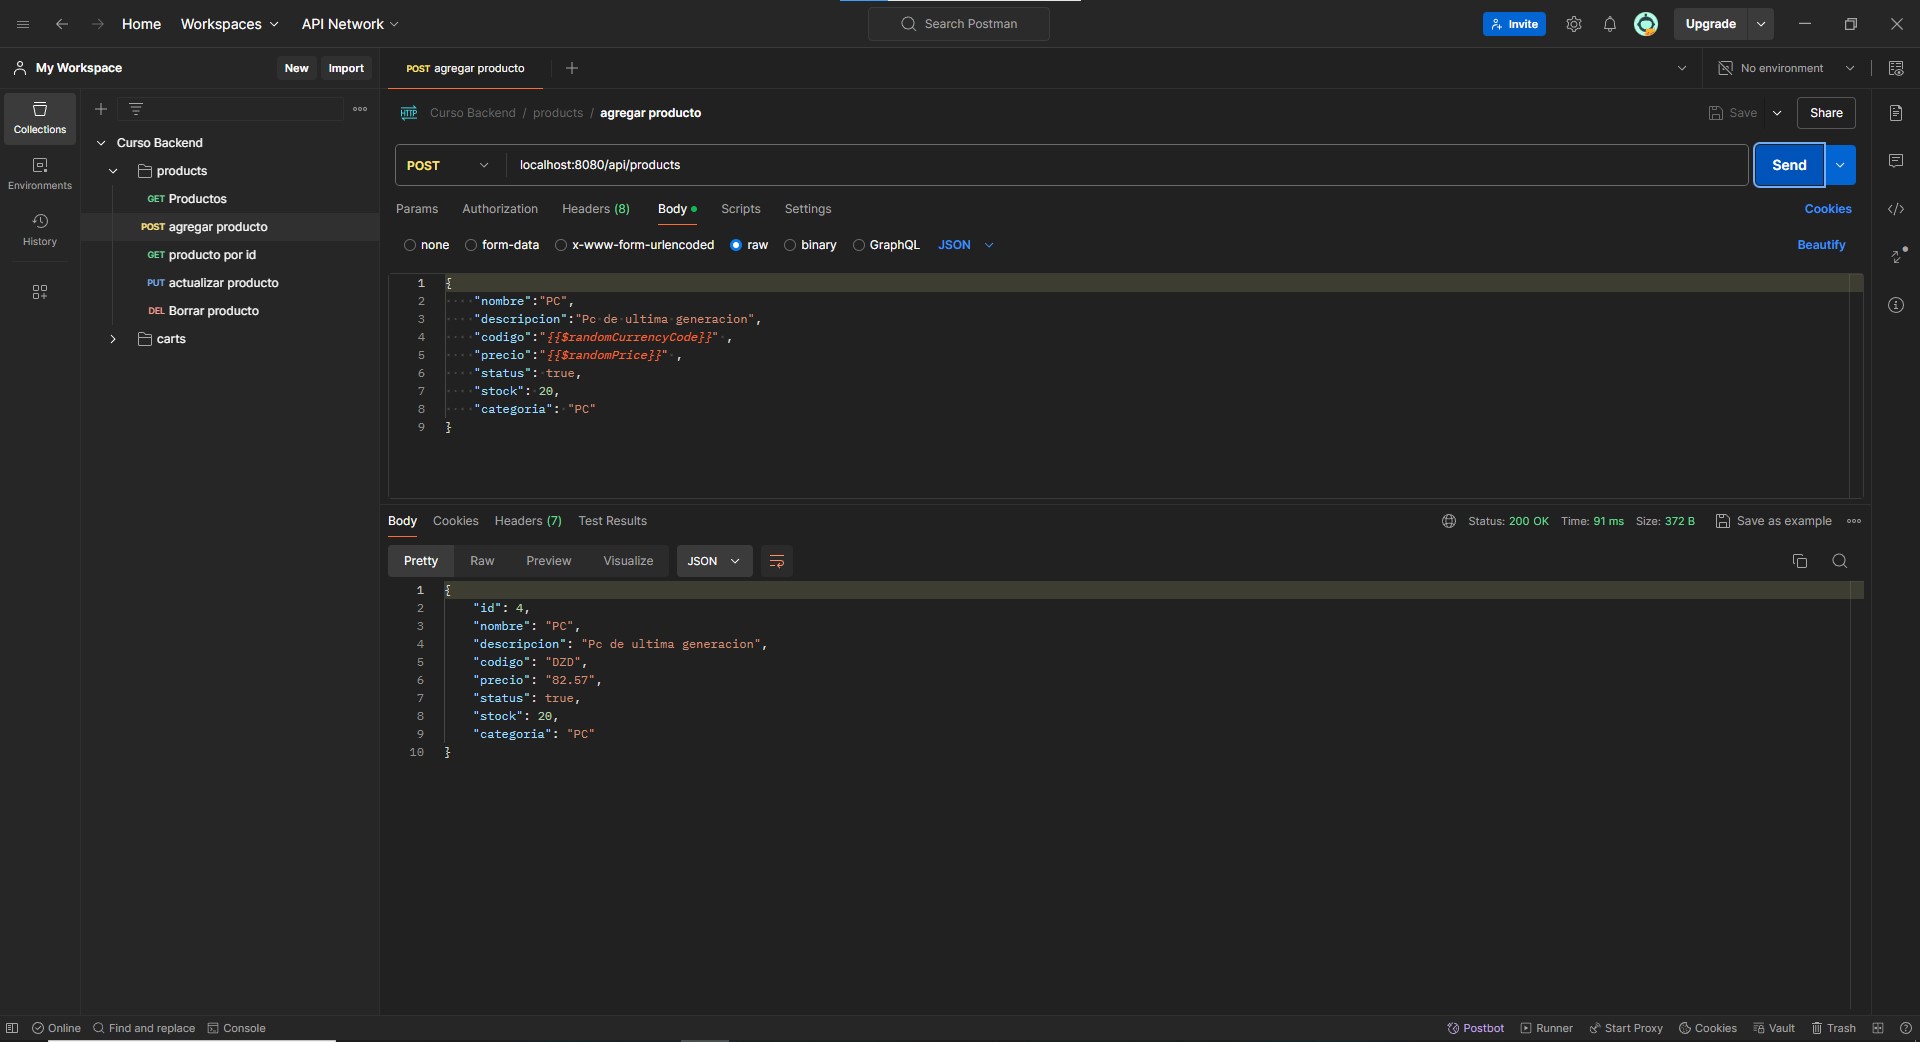 Home Workspaces API Network Search Postman Invite Upgrade
My Workspace New Import POST agregar producto No environment
Collections
Environments
History
Curso Backend
products
GET Productos
POST agregar producto
GET producto por id
PUT actualizar producto
DEL Borrar producto
carts
HTTP Curso Backend / products / agregar producto Save Share
POST localhost:8080/api/products Send
Params Authorization Headers (8) Body Scripts Settings Cookies
none form-data x-www-form-urlencoded raw binary GraphQL JSON Beautify
1 {
2 "nombre":"PC",
3 "descripcion":"Pc de ultima generacion",
4 "codigo":"{{$randomCurrencyCode}}" ,
5 "precio":"{{$randomPrice}}" ,
6 "status": true,
7 "stock": 20,
8 "categoria": "PC"
9 }
Body Cookies Headers (7) Test Results Status: 200 OK Time: 91 ms Size: 372 B Save as example
Pretty Raw Preview Visualize JSON
1 {
2 "id": 4,
3 "nombre": "PC",
4 "descripcion": "Pc de ultima generacion",
5 "codigo": "DZD",
6 "precio": "82.57",
7 "status": true,
8 "stock": 20,
9 "categoria": "PC"
10 }
Online Find and replace Console Postbot Runner Start Proxy Cookies Vault Trash